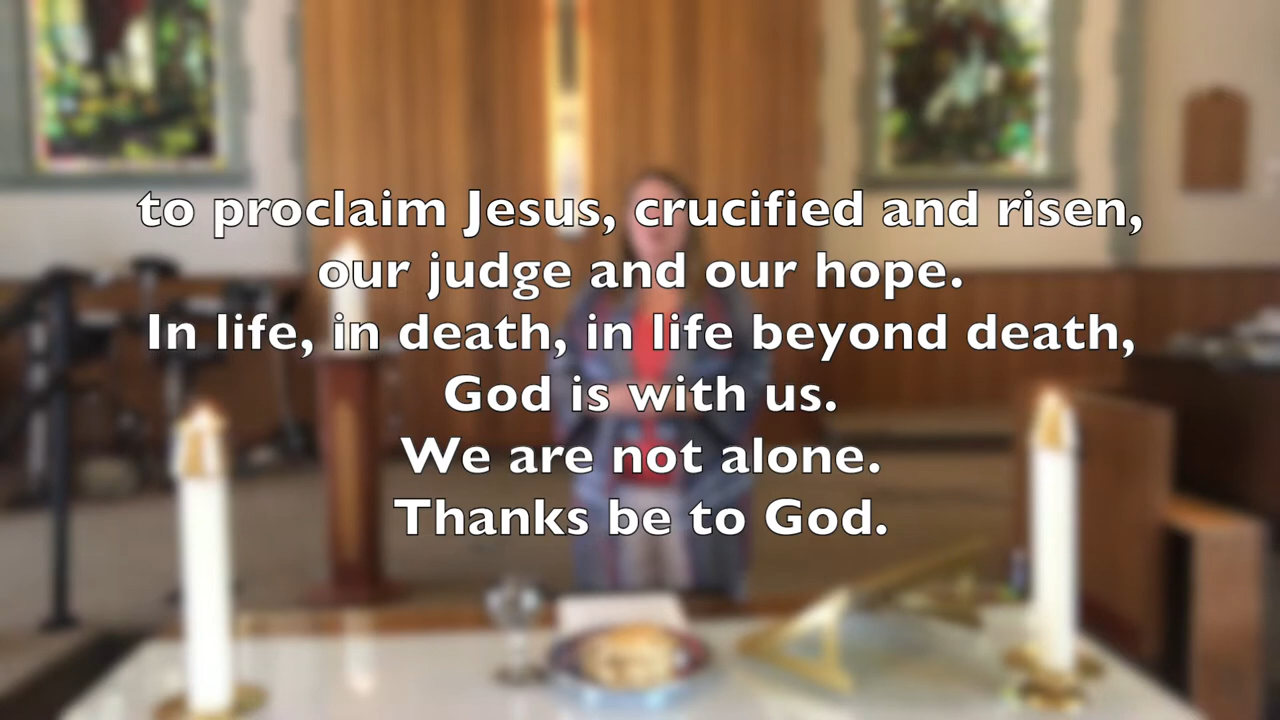 to proclaim Jesus, crucified and risen,
our judge and our hope.
In life, in death, in life beyond death,
God is with us.
We are not alone.
Thanks be to God.